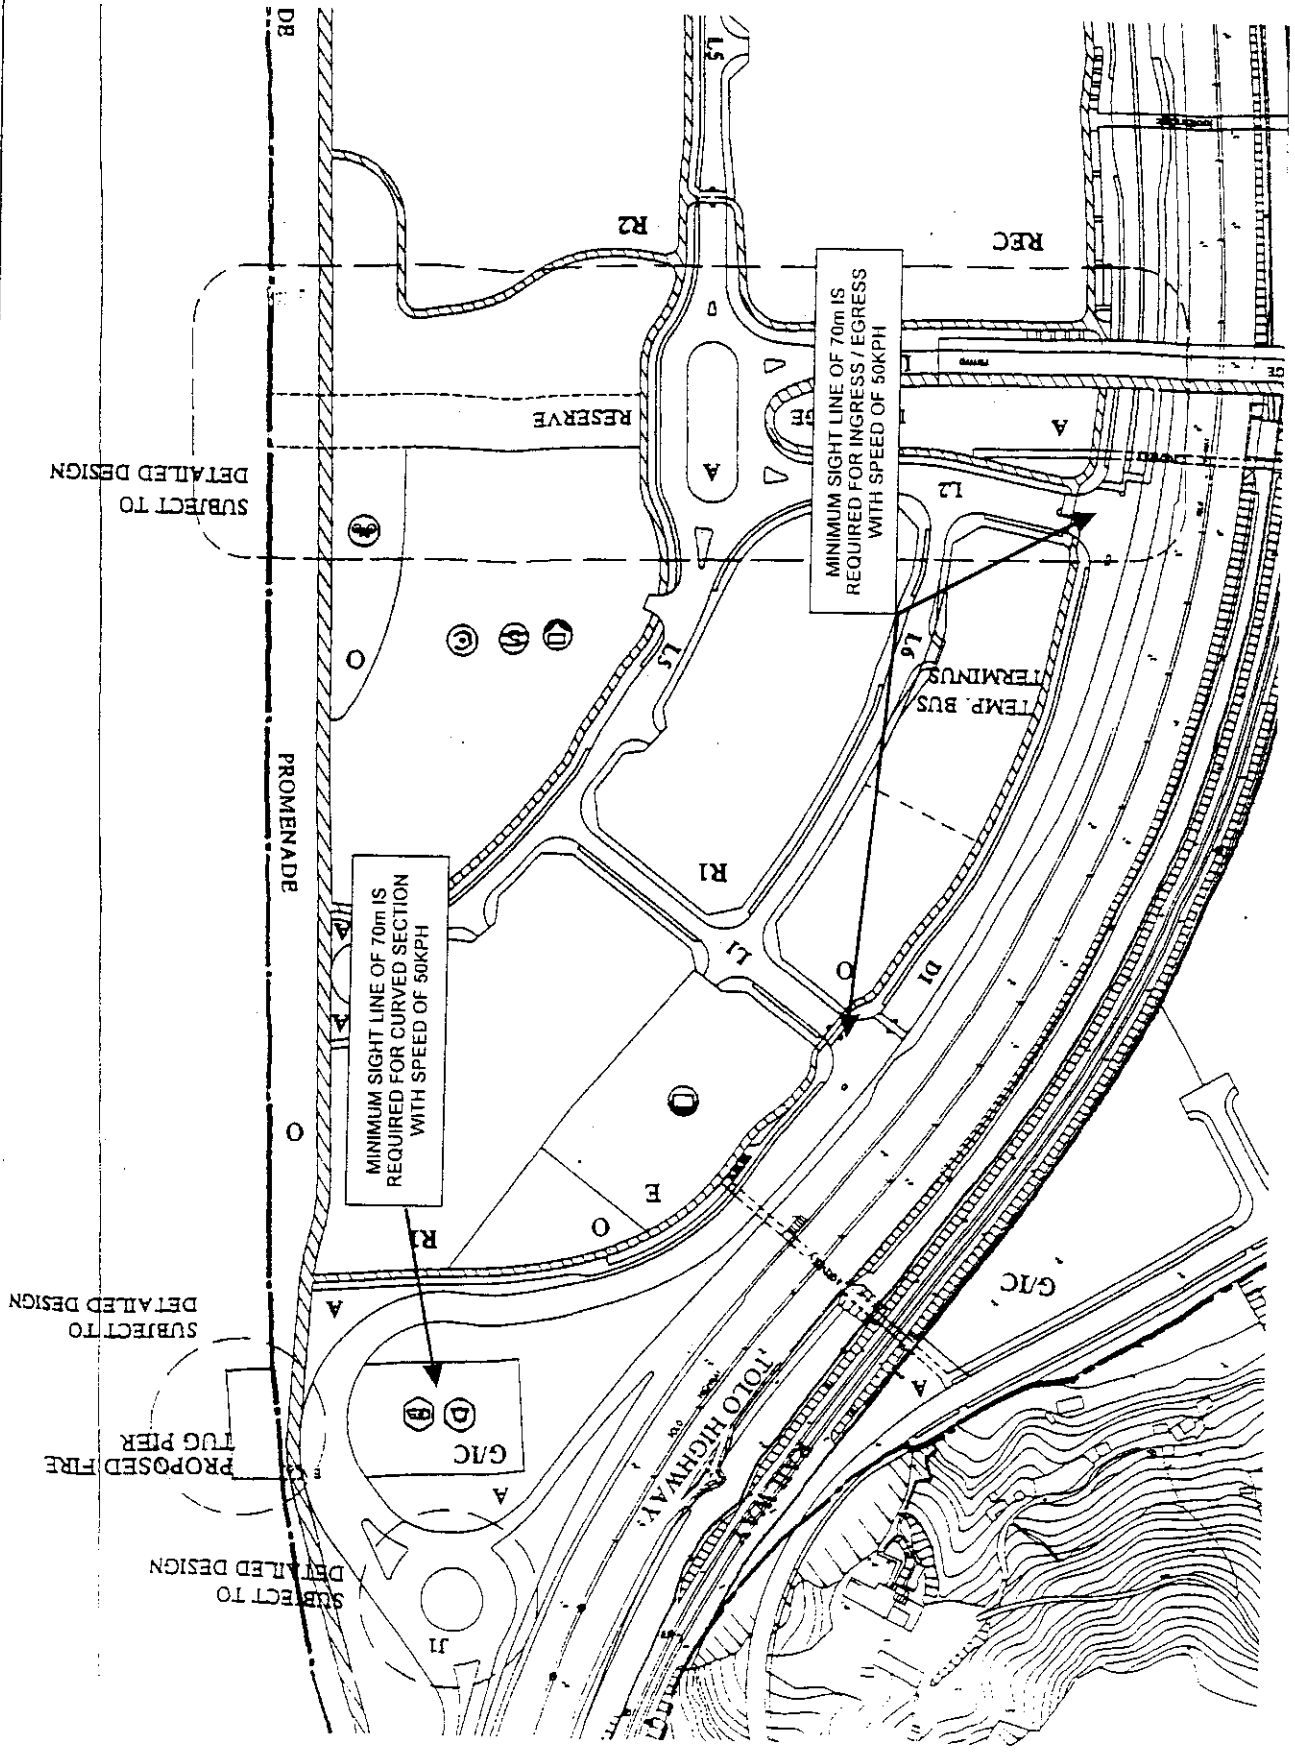 DE
L5
R2
REC
MINIMUM SIGHT LINE OF 70m IS
REQUIRED FOR INGRESS / EGRESS
WITH SPEED OF 50KPH
RESERVE
A
A
GE
L2
SUBJECT TO
DETAILED DESIGN
O
S
L5
L6
TEMP. BUS
TERMINUS
PROMENADE
R1
L1
O
D1
MINIMUM SIGHT LINE OF 70m IS
REQUIRED FOR CURVED SECTION
WITH SPEED OF 50KPH
A
A
O
E
O
R1
G/IC
SUBJECT TO
DETAILED DESIGN
A
TOLO HIGHWAY
RAILWAY
A
G/IC
A
PROPOSED FIRE
TUG PIER
SUBJECT TO
DETAILED DESIGN
J1